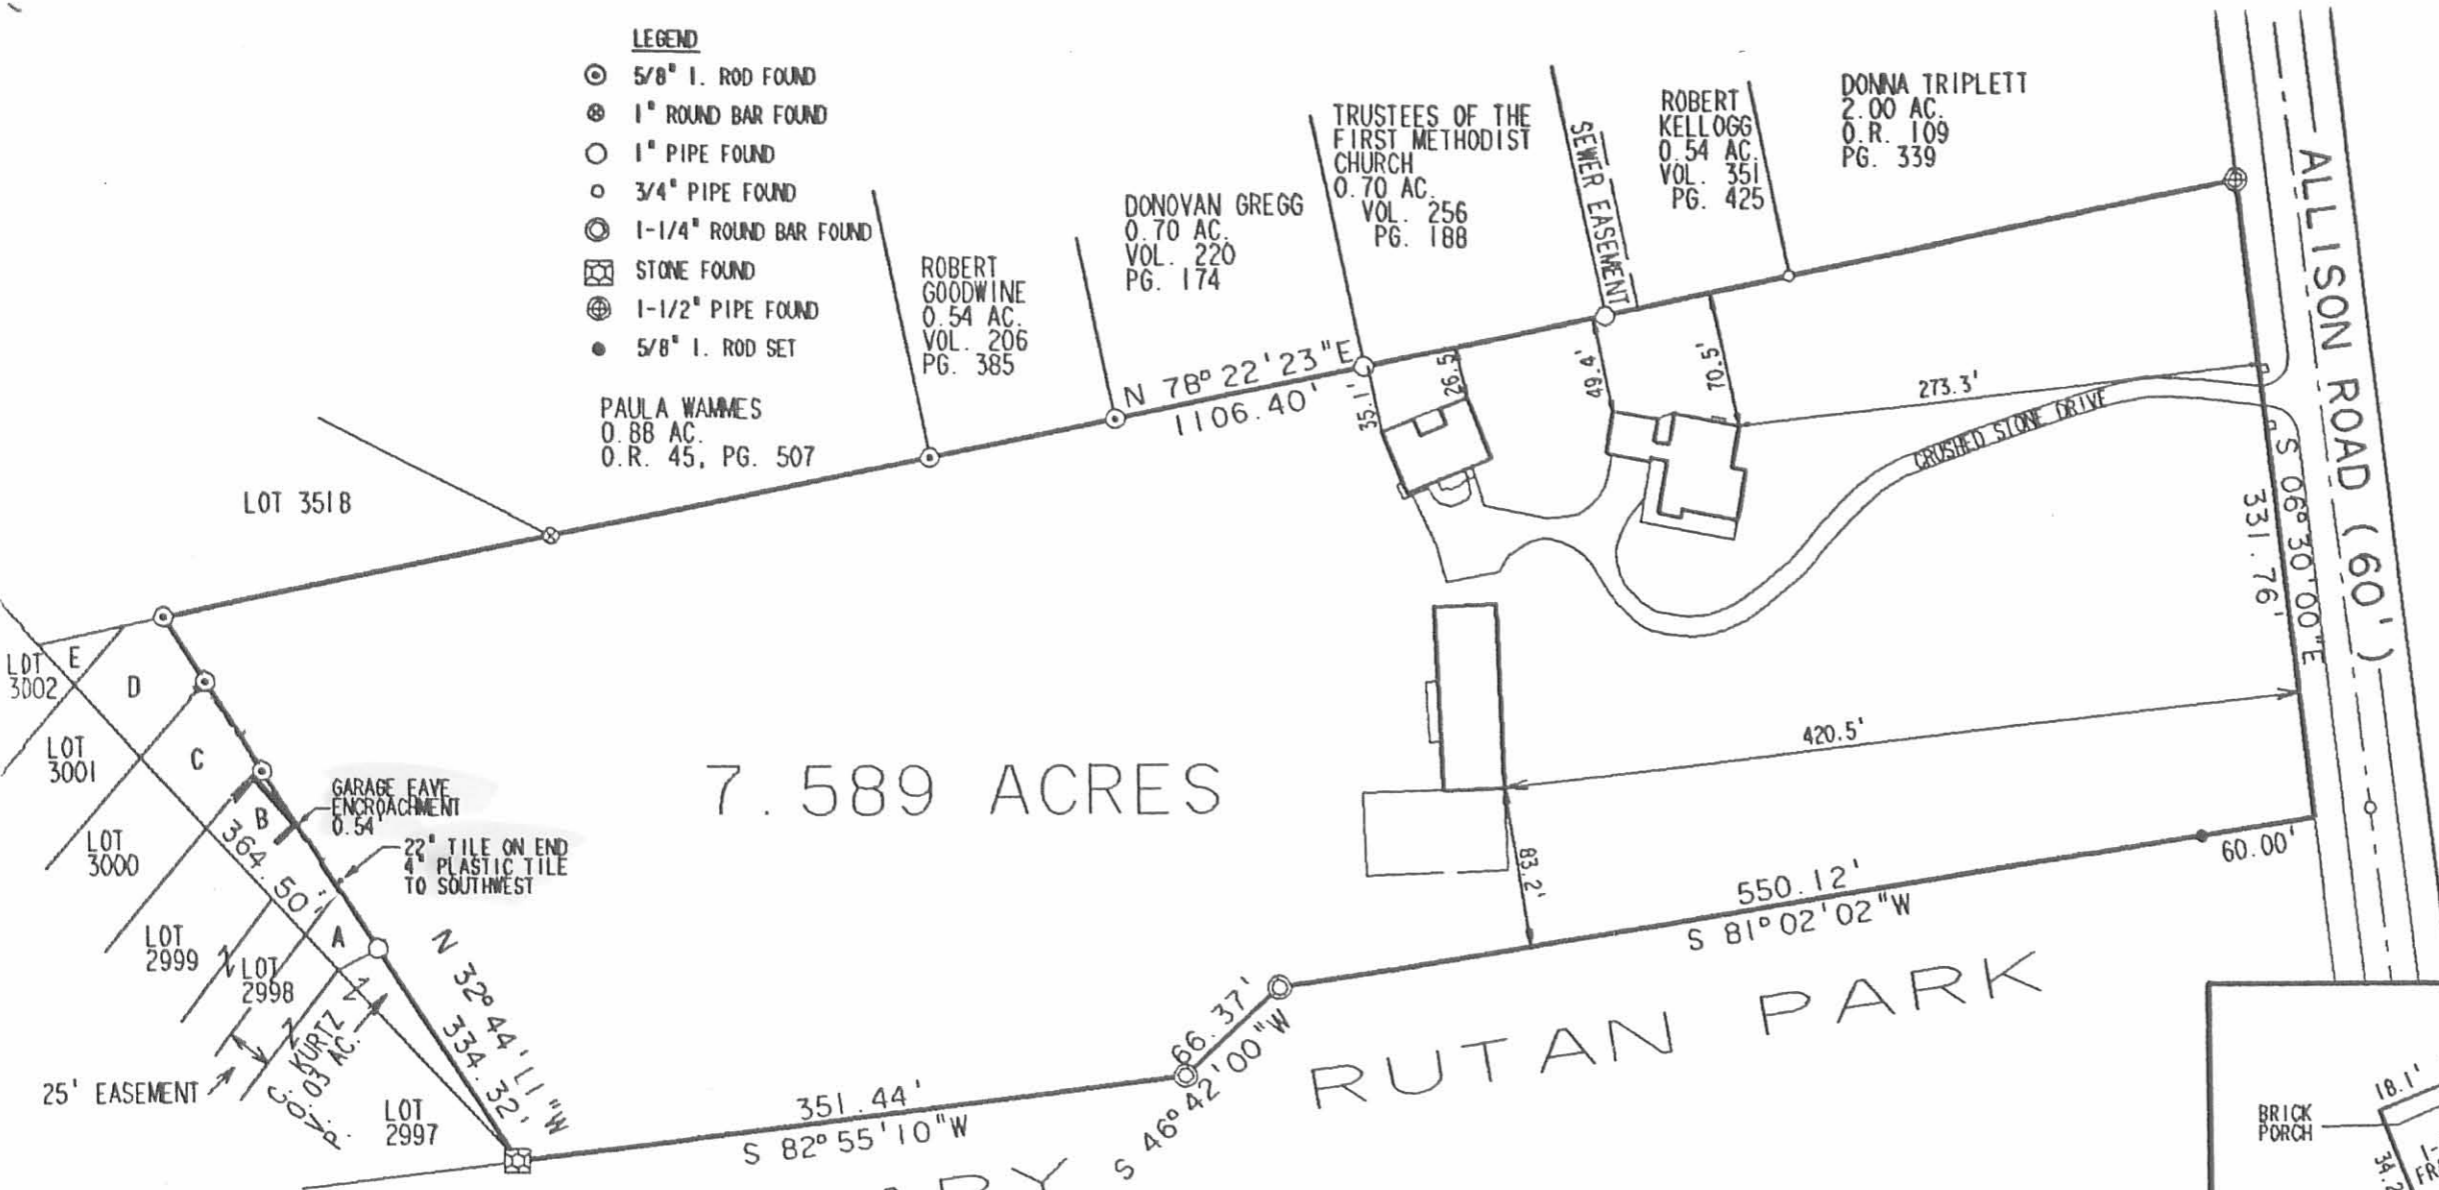 LEGEND
5/8" I. ROD FOUND
1" ROUND BAR FOUND
1" PIPE FOUND
3/4" PIPE FOUND
1-1/4" ROUND BAR FOUND
STONE FOUND
1-1/2" PIPE FOUND
5/8" I. ROD SET
PAULA WAMMES
0.88 AC.
O.R. 45, PG. 507
LOT 3518
ROBERT
GOODWINE
0.54 AC.
VOL. 206
PG. 385
DONOVAN GREGG
0.70 AC.
VOL. 220
PG. 174
TRUSTEES OF THE
FIRST METHODIST
CHURCH
0.70 AC.
VOL. 256
PG. 188
SEWER EASEMENT
ROBERT
KELLOGG
0.54 AC.
VOL. 351
PG. 425
DONNA TRIPLETT
2.00 AC.
O.R. 109
PG. 339
ALLISON ROAD (60')
N 78° 22'23"E
1106.40'
35.1'
26.5'
49.4'
70.5'
273.3'
CRUSHED STONE DRIVE
S 06°30'00"E
331.76'
420.5'
83.2'
7.589 ACRES
E
D
C
B
A
LOT
3002
LOT
3001
LOT
3000
LOT
2999
LOT
2998
LOT
2997
GARAGE EAVE
ENCROACHMENT
0.54'
22" TILE ON END
4" PLASTIC TILE
TO SOUTHWEST
364.50'
N 32°44'11"W
334.32'
C. KURTZ
0.03 AC.
V.
P.
25' EASEMENT
351.44'
S 82°55'10"W
66.37'
S 46°42'00"W
550.12'
S 81°02'02"W
60.00'
RUTAN PARK
18.1'
BRICK
PORCH